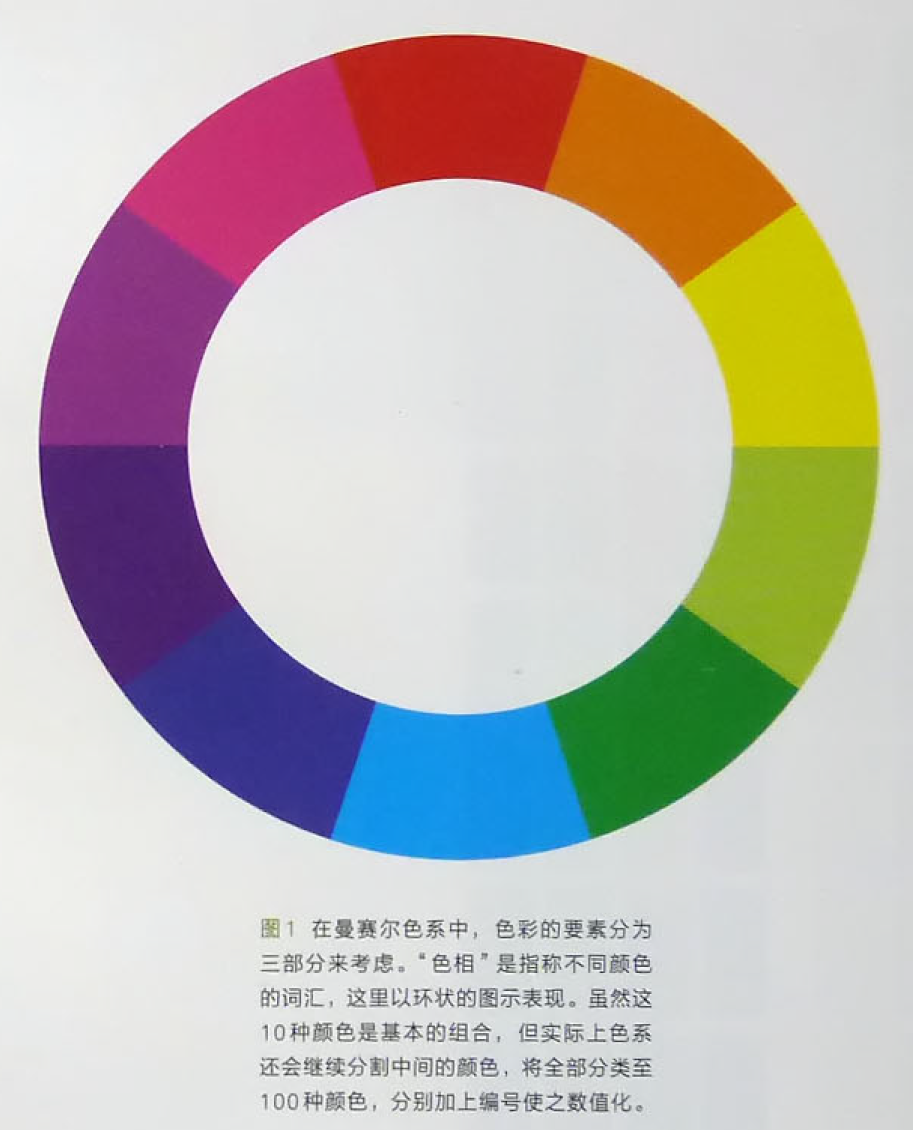 图1 在曼赛尔色系中，色彩的要素分为
三部分来考虑。“色相”是指称不同颜色
的词汇，这里以环状的图示表现。虽然这
10种颜色是基本的组合，但实际上色系
还会继续分割中间的颜色，将全部分类至
100种颜色，分别加上编号使之数值化。